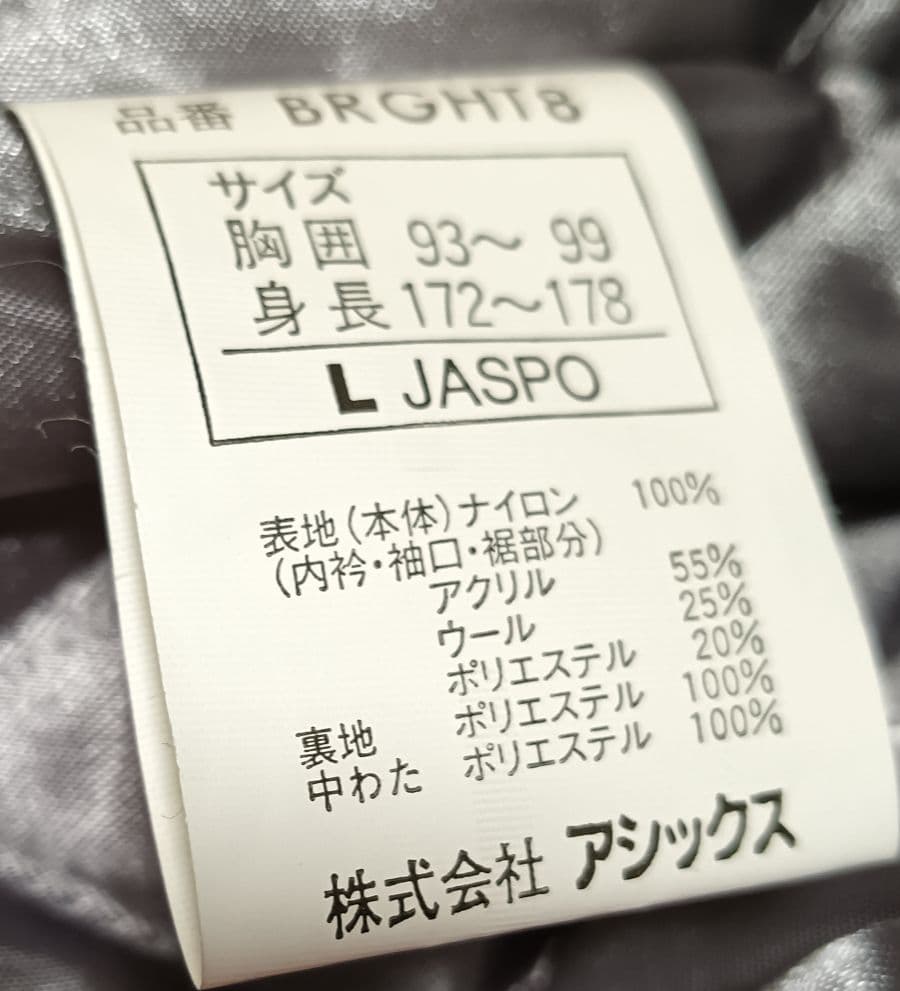 品番 BRGHT8
サイズ
胸囲 93～ 99
身長 172～178
L JASPO
表地(本体)ナイロン 100%
(内衿・袖口・裾部分)
アクリル 55%
ウール 25%
ポリエステル 20%
裏地 ポリエステル 100%
中わた ポリエステル 100%
株式会社 アシックス